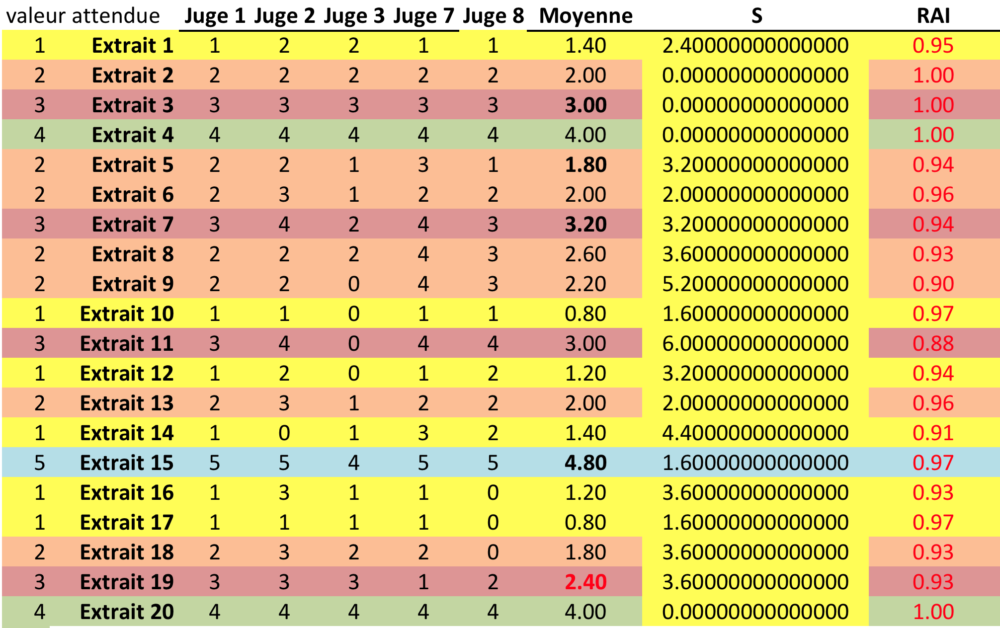 valeur attendue Juge 1 Juge 2 Juge 3 Juge 7 Juge 8 Moyenne S RAI
1 Extrait 1 1 2 2 1 1 1.40 2.40000000000000 0.95
2 Extrait 2 2 2 2 2 2 2.00 0.00000000000000 1.00
3 Extrait 3 3 3 3 3 3 3.00 0.00000000000000 1.00
4 Extrait 4 4 4 4 4 4 4.00 0.00000000000000 1.00
2 Extrait 5 2 2 1 3 1 1.80 3.20000000000000 0.94
2 Extrait 6 2 3 1 2 2 2.00 2.00000000000000 0.96
3 Extrait 7 3 4 2 4 3 3.20 3.20000000000000 0.94
2 Extrait 8 2 2 2 4 3 2.60 3.60000000000000 0.93
2 Extrait 9 2 2 0 4 3 2.20 5.20000000000000 0.90
1 Extrait 10 1 1 0 1 1 0.80 1.60000000000000 0.97
3 Extrait 11 3 4 0 4 4 3.00 6.00000000000000 0.88
1 Extrait 12 1 2 0 1 2 1.20 3.20000000000000 0.94
2 Extrait 13 2 3 1 2 2 2.00 2.00000000000000 0.96
1 Extrait 14 1 0 1 3 2 1.40 4.40000000000000 0.91
5 Extrait 15 5 5 4 5 5 4.80 1.60000000000000 0.97
1 Extrait 16 1 3 1 1 0 1.20 3.60000000000000 0.93
1 Extrait 17 1 1 1 1 0 0.80 1.60000000000000 0.97
2 Extrait 18 2 3 2 2 0 1.80 3.60000000000000 0.93
3 Extrait 19 3 3 3 1 2 2.40 3.60000000000000 0.93
4 Extrait 20 4 4 4 4 4 4.00 0.00000000000000 1.00